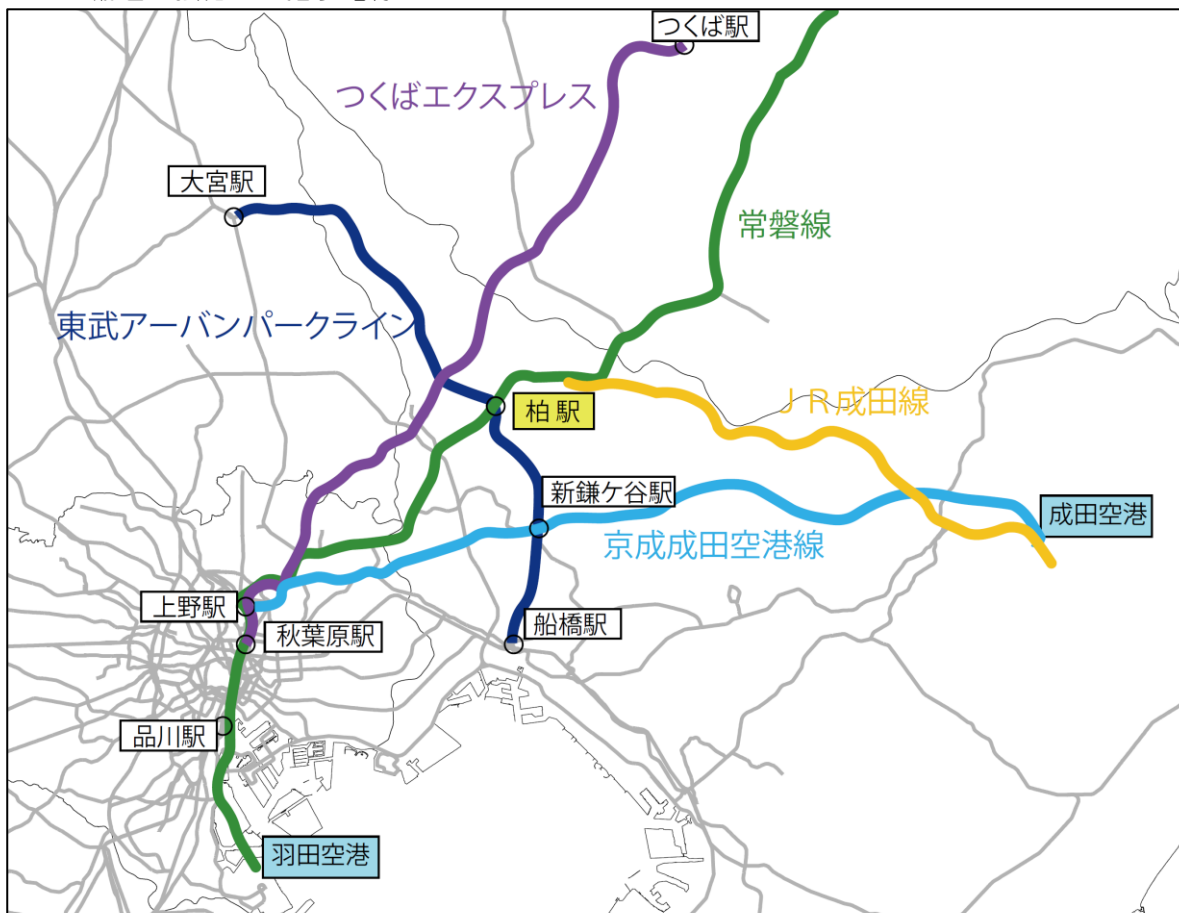 つくば駅
つくばエクスプレス
大宮駅
常磐線
東武アーバンパークライン
柏駅
JR成田線
新鎌ケ谷駅
成田空港
京成成田空港線
上野駅
船橋駅
秋葉原駅
品川駅
羽田空港